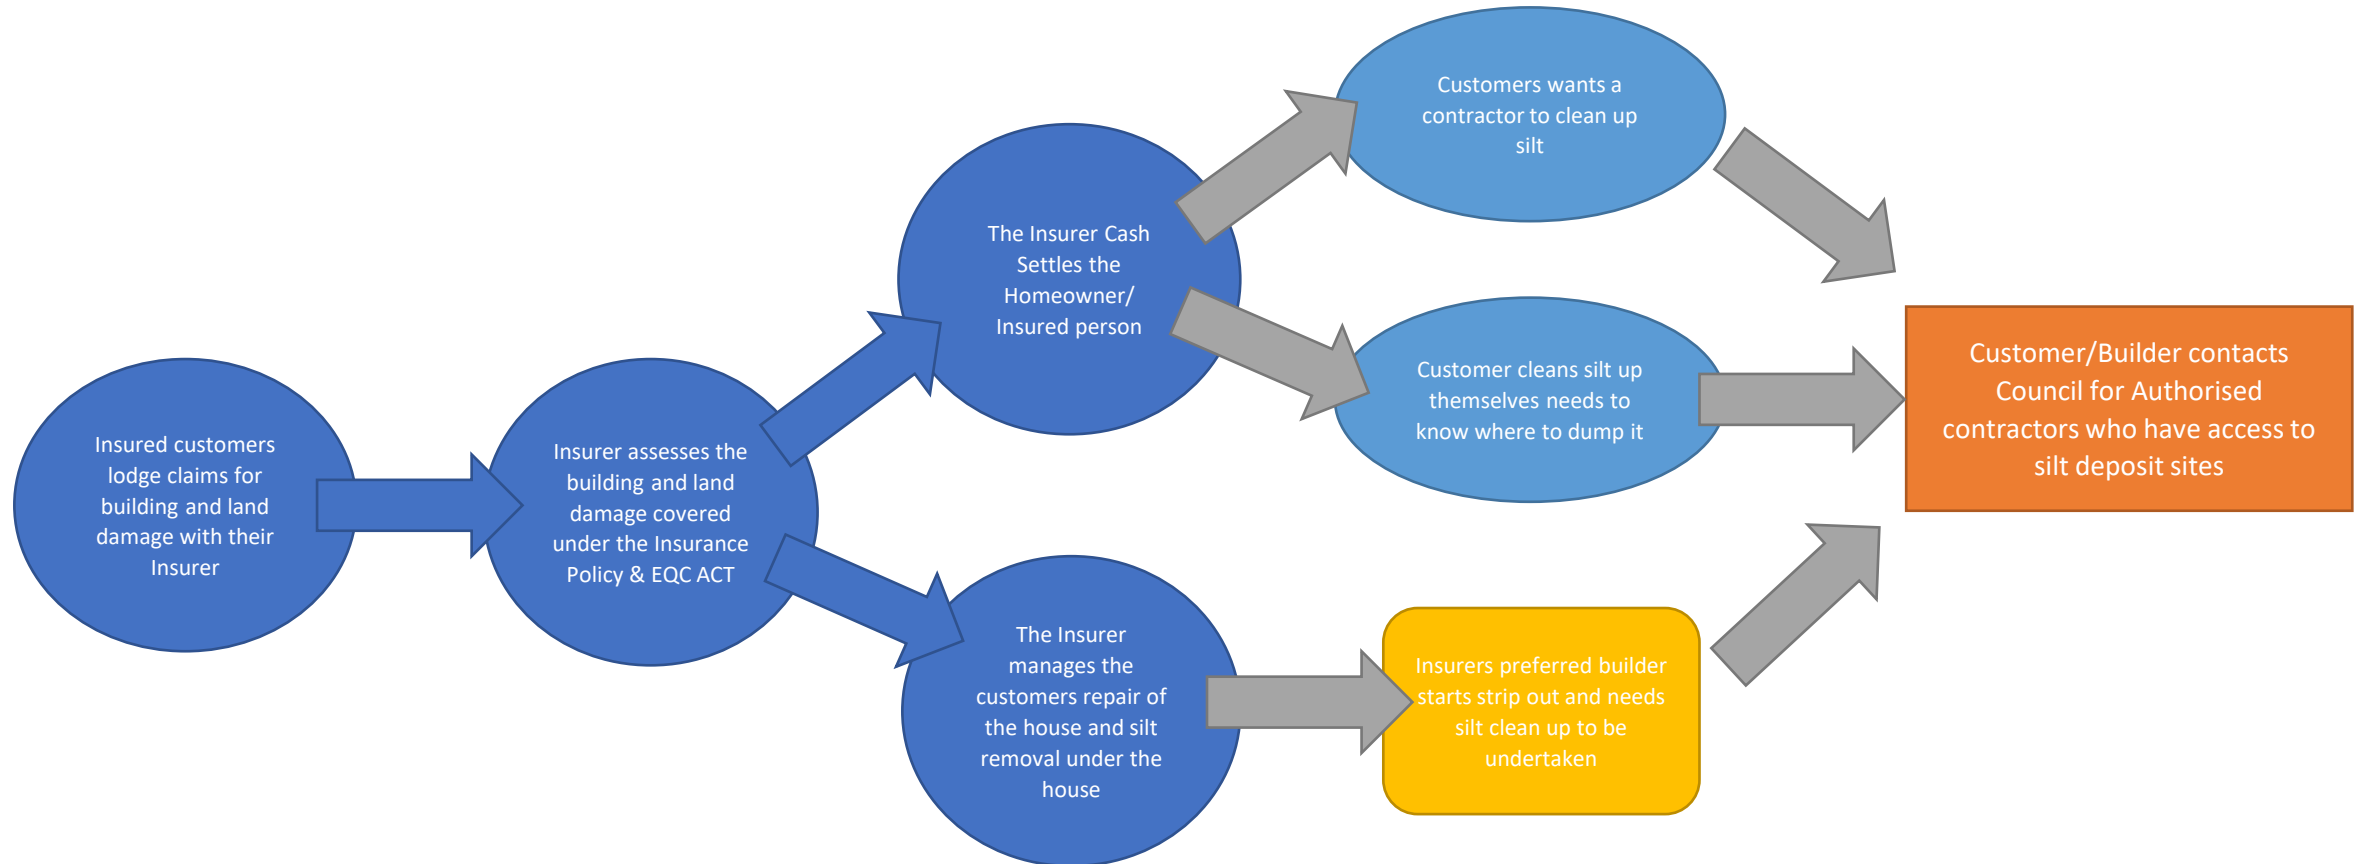 Insured customers
lodge claims for
building and land
damage with their
Insurer
Insurer assesses the
building and land
damage covered
under the Insurance
Policy & EQC ACT
The Insurer Cash
Settles the
Homeowner/
Insured person
The Insurer
manages the
customers repair of
the house and silt
removal under the
house
Customers wants a
contractor to clean up
silt
Customer cleans silt up
themselves needs to
know where to dump it
Insurers preferred builder
starts strip out and needs
silt clean up to be
undertaken
Customer/Builder contacts
Council for Authorised
contractors who have access to
silt deposit sites